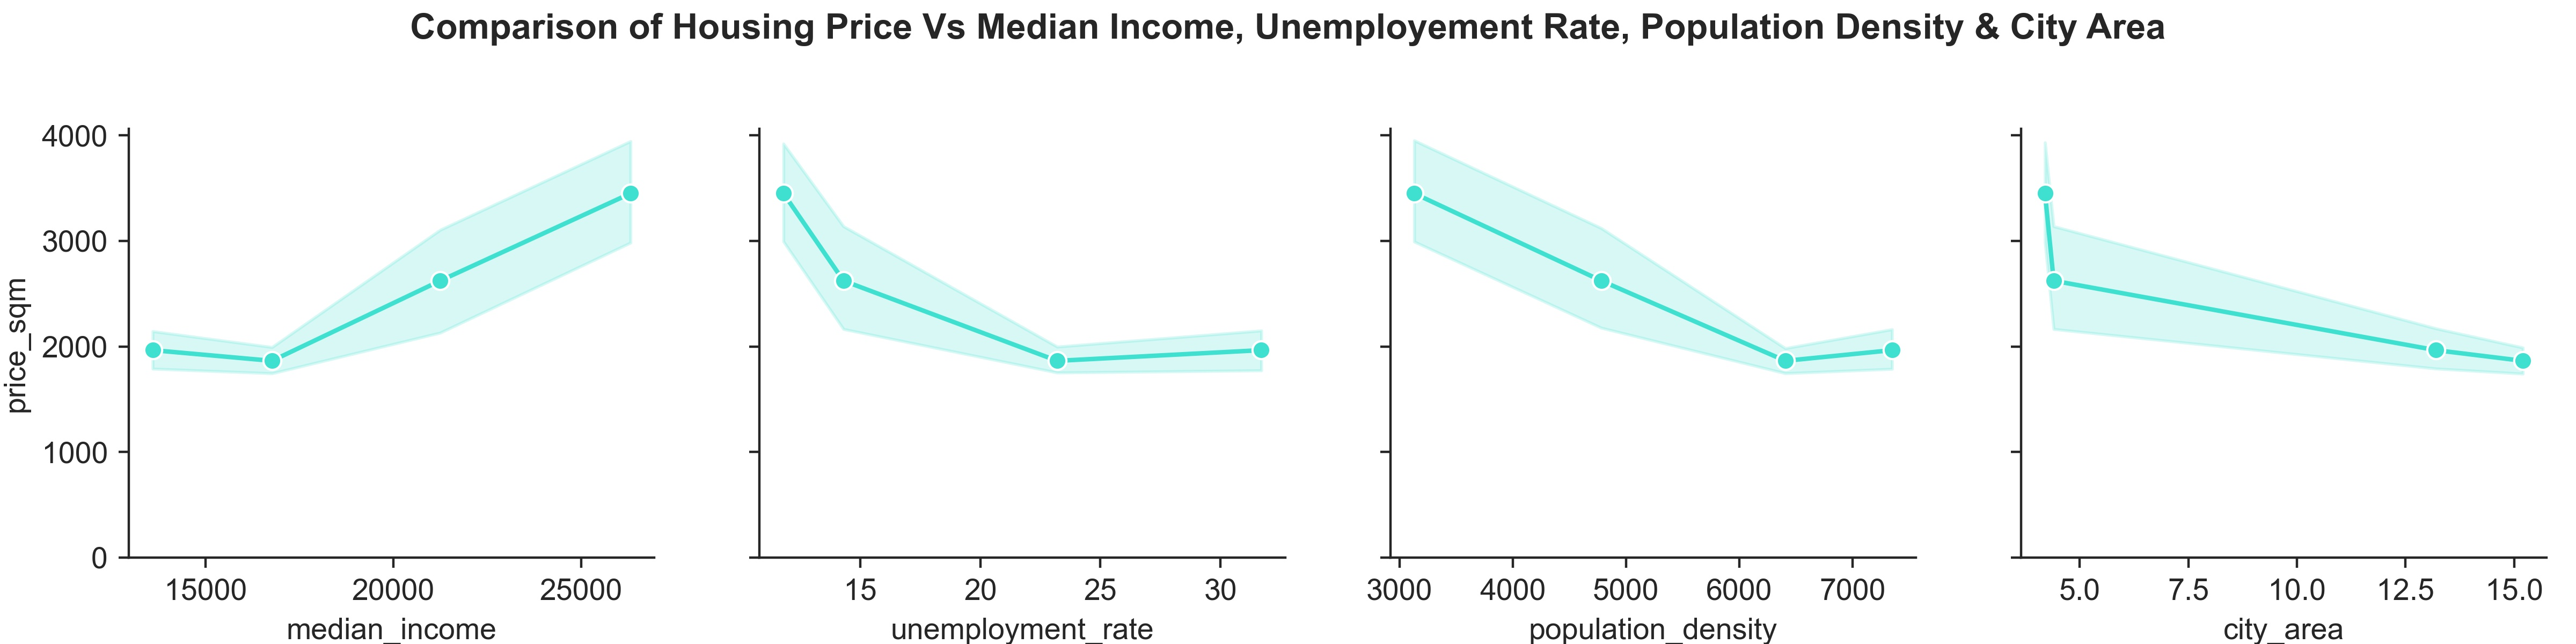 Comparison of Housing Price Vs Median Income, Unemployement Rate, Population Density & City Area
price_sqm
4000
3000
2000
1000
0
15000 20000 25000
median_income
15 20 25 30
unemployment_rate
3000 4000 5000 6000 7000
population_density
5.0 7.5 10.0 12.5 15.0
city_area